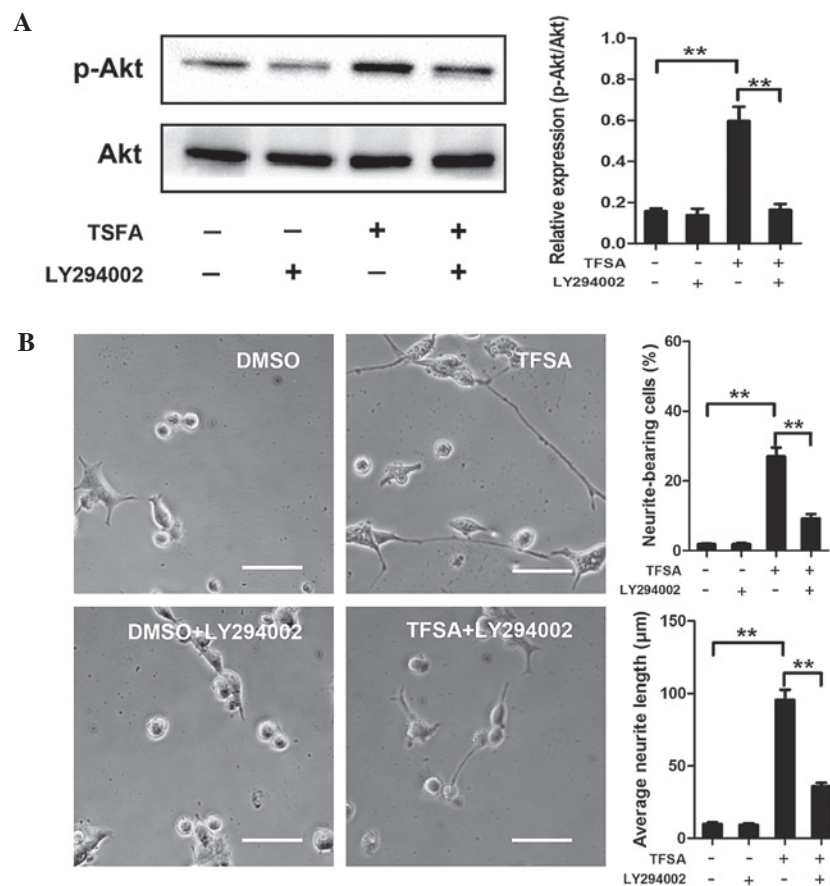 A
p-Akt
Akt
TSFA – – + +
LY294002 – + – +
Relative expression (p-Akt/Akt)
1.0
0.8
0.6
0.4
0.2
0.0
**
**
TFSA - - + +
LY294002 - + - +
B
DMSO
TFSA
DMSO+LY294002
TFSA+LY294002
Neurite-bearing cells (%)
60
40
20
0
**
**
TFSA - - + +
LY294002 - + - +
Average neurite length (μm)
150
100
50
0
**
**
TFSA - - + +
LY294002 - + - +